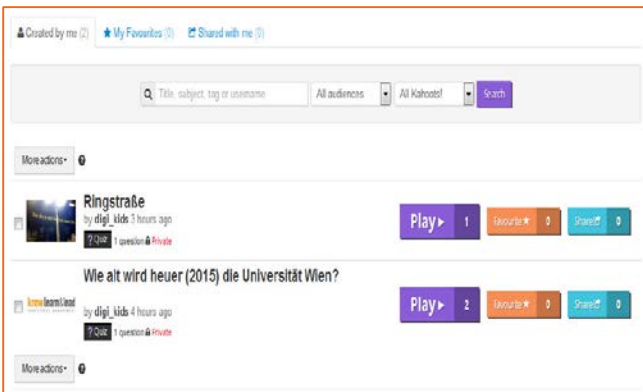 Created by me (2) My Favourites (0) Shared with me (0)
Title, subject, tag or username All audiences All Kahoots! Search
More actions
Ringstraße
by digi_kids 3 hours ago
? Quiz 1 question Private
Play 1 Favourite 0 Share 0
Wie alt wird heuer (2015) die Universität Wien?
know learn lead
by digi_kids 4 hours ago
? Quiz 1 question Private
Play 2 Favourite 0 Share 0
More actions